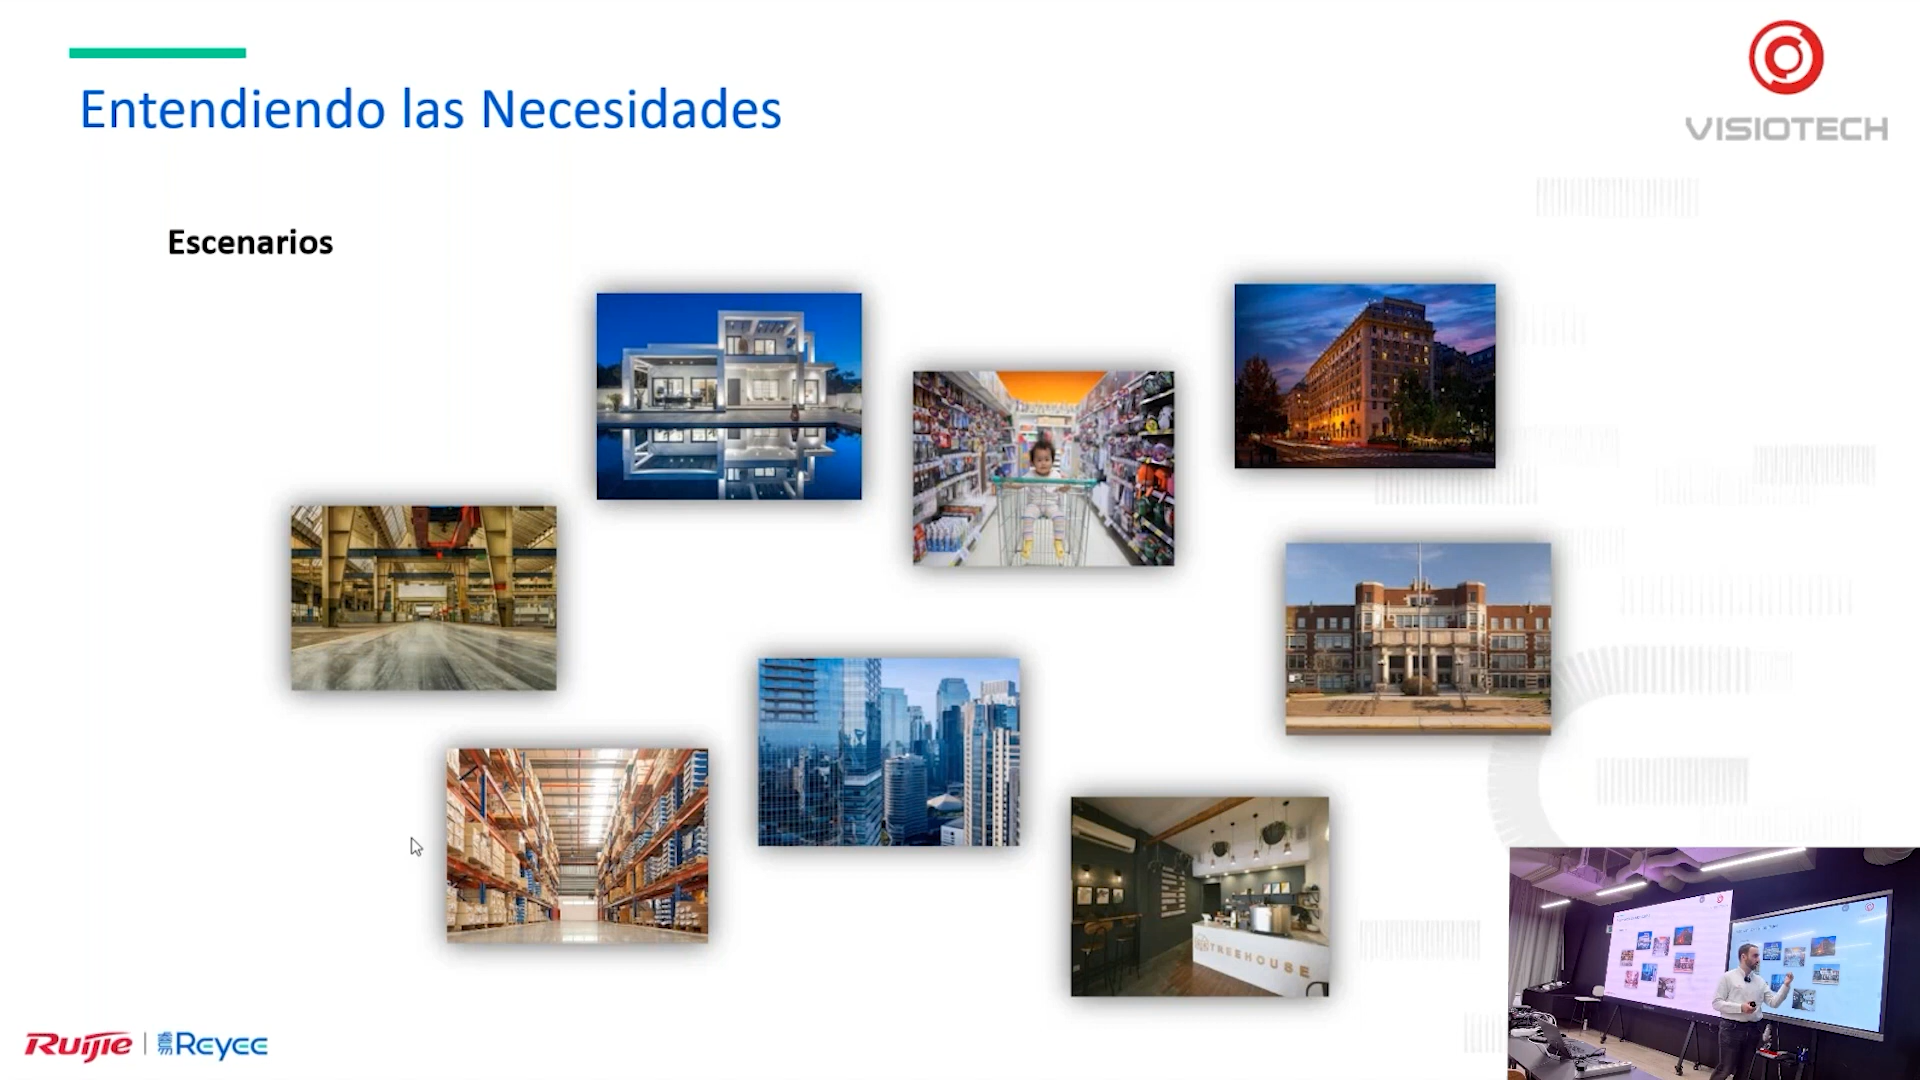 Entendiendo las Necesidades
VISIOTECH
Escenarios
TREEHOUSE
Ruijie | Reyee